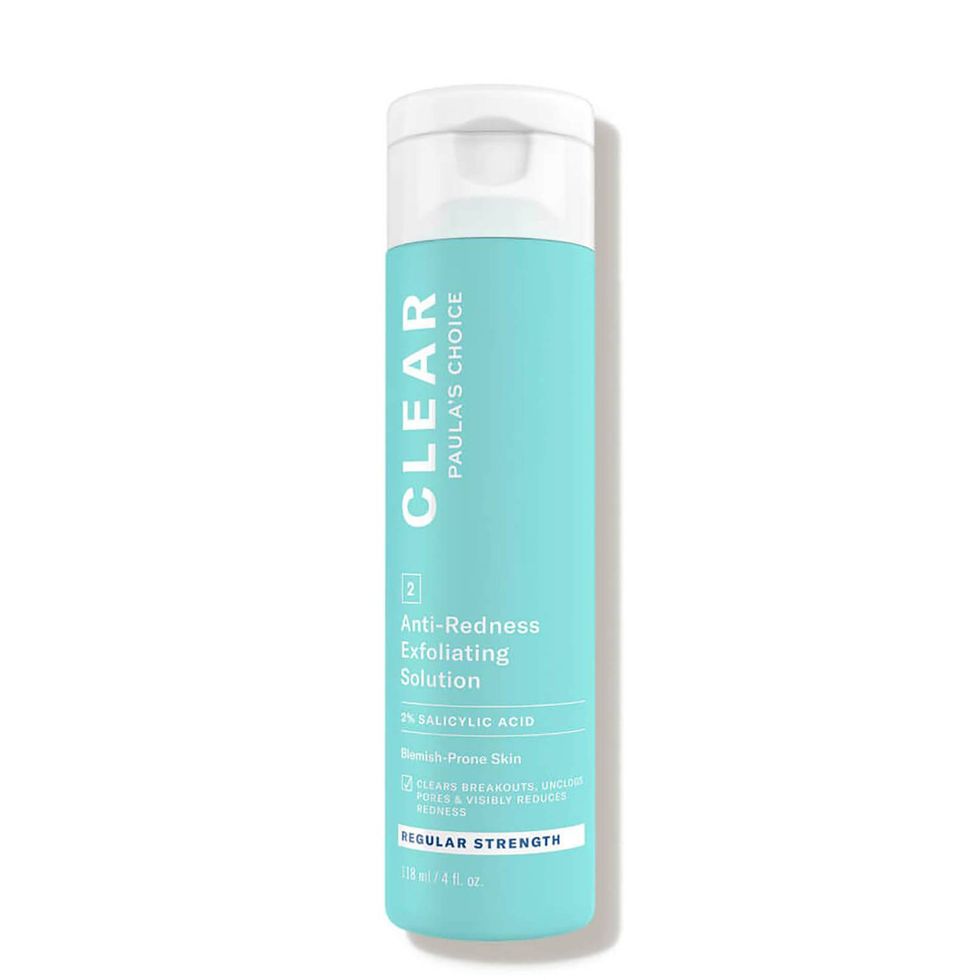 CLEAR
PAULA'S CHOICE
2
Anti-Redness
Exfoliating
Solution
2% SALICYLIC ACID
Blemish-Prone Skin
CLEARS BREAKOUTS, UNCLOGS
PORES & VISIBLY REDUCES
REDNESS
REGULAR STRENGTH
118 ml / 4 fl. oz.